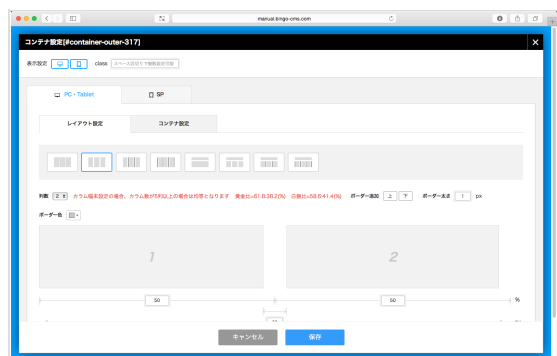 manual.bingo-cms.com
コンテナ設定[#container-outer-317]
表示設定 class スペース区切りで複数設定可能
PC・Tablet SP
レイアウト設定 コンテナ設定
列数 2 カラム幅未設定の場合、カラム数が5列以上の場合は均等となります 黄金比=61.8:38.2(%) 白銀比=58.6:41.4(%) ボーダー追加 上 下 ボーダー太さ 1 px
ボーダー色
1 2
50 50 %
キャンセル 保存